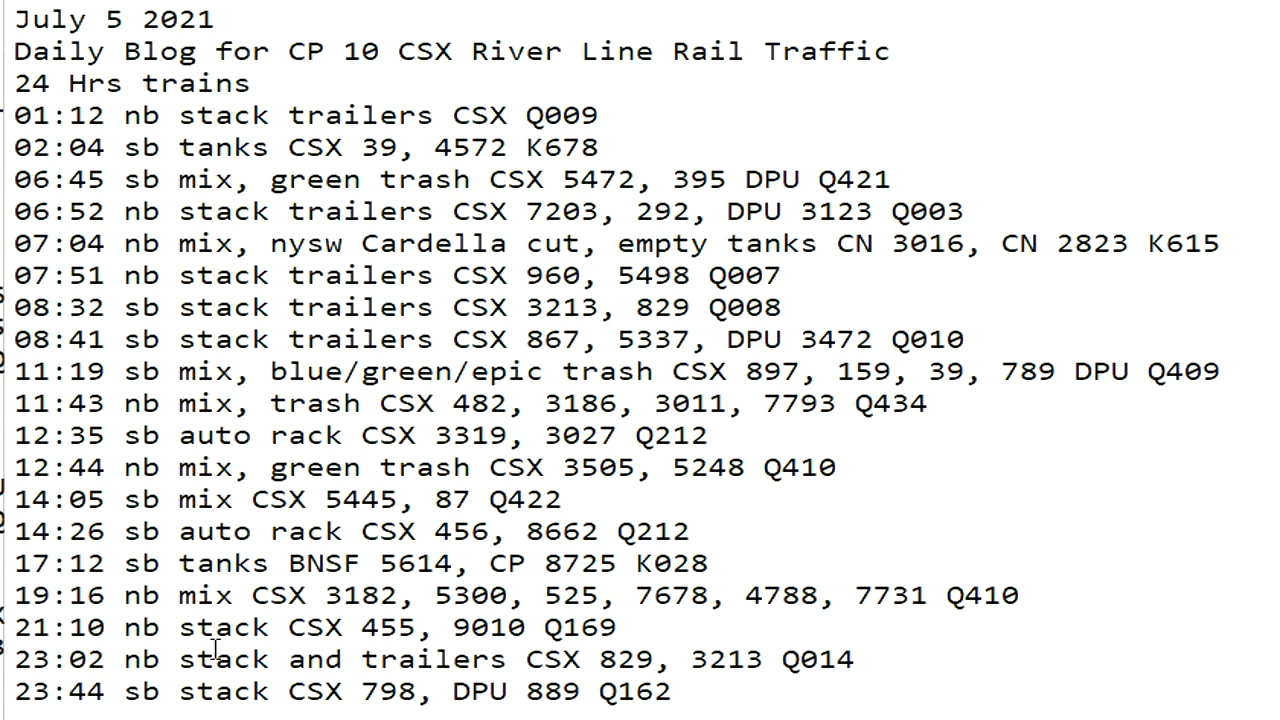 July 5 2021
Daily Blog for CP 10 CSX River Line Rail Traffic
24 Hrs trains
01:12 nb stack trailers CSX Q009
02:04 sb tanks CSX 39, 4572 K678
06:45 sb mix, green trash CSX 5472, 395 DPU Q421
06:52 nb stack trailers CSX 7203, 292, DPU 3123 Q003
07:04 nb mix, nysw Cardella cut, empty tanks CN 3016, CN 2823 K615
07:51 nb stack trailers CSX 960, 5498 Q007
08:32 sb stack trailers CSX 3213, 829 Q008
08:41 sb stack trailers CSX 867, 5337, DPU 3472 Q010
11:19 sb mix, blue/green/epic trash CSX 897, 159, 39, 789 DPU Q409
11:43 nb mix, trash CSX 482, 3186, 3011, 7793 Q434
12:35 sb auto rack CSX 3319, 3027 Q212
12:44 nb mix, green trash CSX 3505, 5248 Q410
14:05 sb mix CSX 5445, 87 Q422
14:26 sb auto rack CSX 456, 8662 Q212
17:12 sb tanks BNSF 5614, CP 8725 K028
19:16 nb mix CSX 3182, 5300, 525, 7678, 4788, 7731 Q410
21:10 nb stack CSX 455, 9010 Q169
23:02 nb stack and trailers CSX 829, 3213 Q014
23:44 sb stack CSX 798, DPU 889 Q162